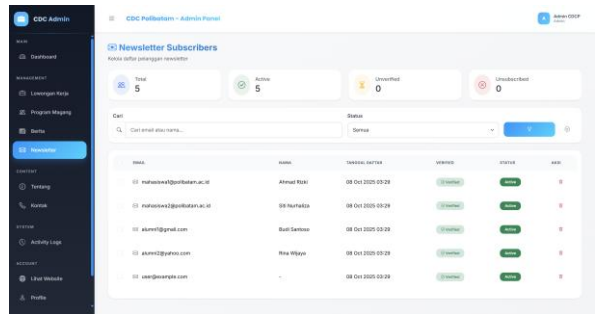 CDC Admin
CDC Polibatam - Admin Panel
Admin CDCP
MAIN
Dashboard
MANAGEMENT
Lowongan Kerja
Program Magang
Berita
Newsletter
CONTENT
Tentang
Kontak
SYSTEM
Activity Logs
ACCOUNT
Lihat Website
Profile
Newsletter Subscribers
Kelola daftar pelanggan newsletter
Total
5
Active
5
Unverified
0
Unsubscribed
0
Cari
Status
Cari email atau nama...
Semua
EMAIL NAMA TANGGAL DAFTAR VERIFIED STATUS AKSI
mahasiswa1@polibatam.ac.id Ahmad Rizki 08 Oct 2025 03:29 Verified Active
mahasiswa2@polibatam.ac.id Siti Nurhaliza 08 Oct 2025 03:29 Verified Active
alumni1@gmail.com Budi Santoso 08 Oct 2025 03:29 Verified Active
alumni2@yahoo.com Rina Wijaya 08 Oct 2025 03:29 Verified Active
user@example.com - 08 Oct 2025 03:29 Verified Active